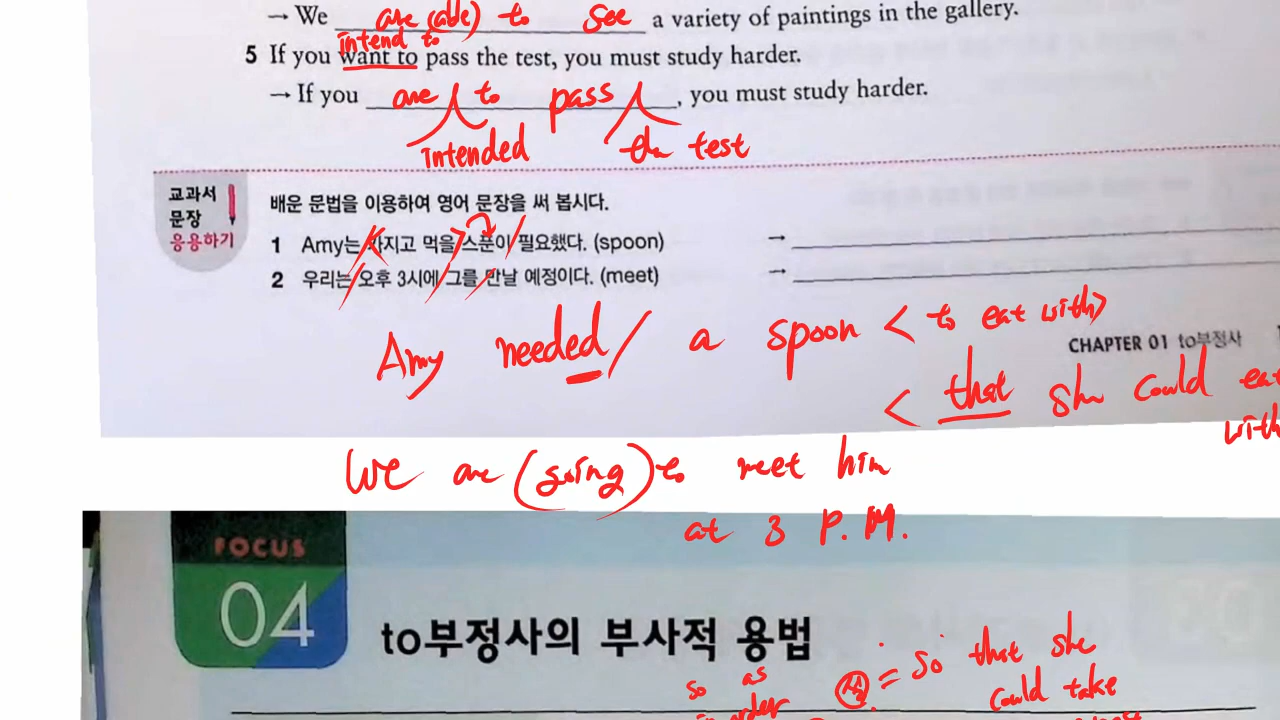 → We are (able) to see a variety of paintings in the gallery.
intend to
5 If you want to pass the test, you must study harder.
→ If you are to pass, you must study harder.
intended the test
교과서
문장
응용하기
배운 문법을 이용하여 영어 문장을 써 봅시다.
1 Amy는 가지고 먹을 스푼이 필요했다. (spoon) →
2 우리는 오후 3시에 그를 만날 예정이다. (meet) →
Amy needed / a spoon < to eat with>
CHAPTER 01 to부정사
< that she could eat
with
We are (going) to meet him
at 3 P.M.
FOCUS
04
to부정사의 부사적 용법
so as = so that she
in order could take